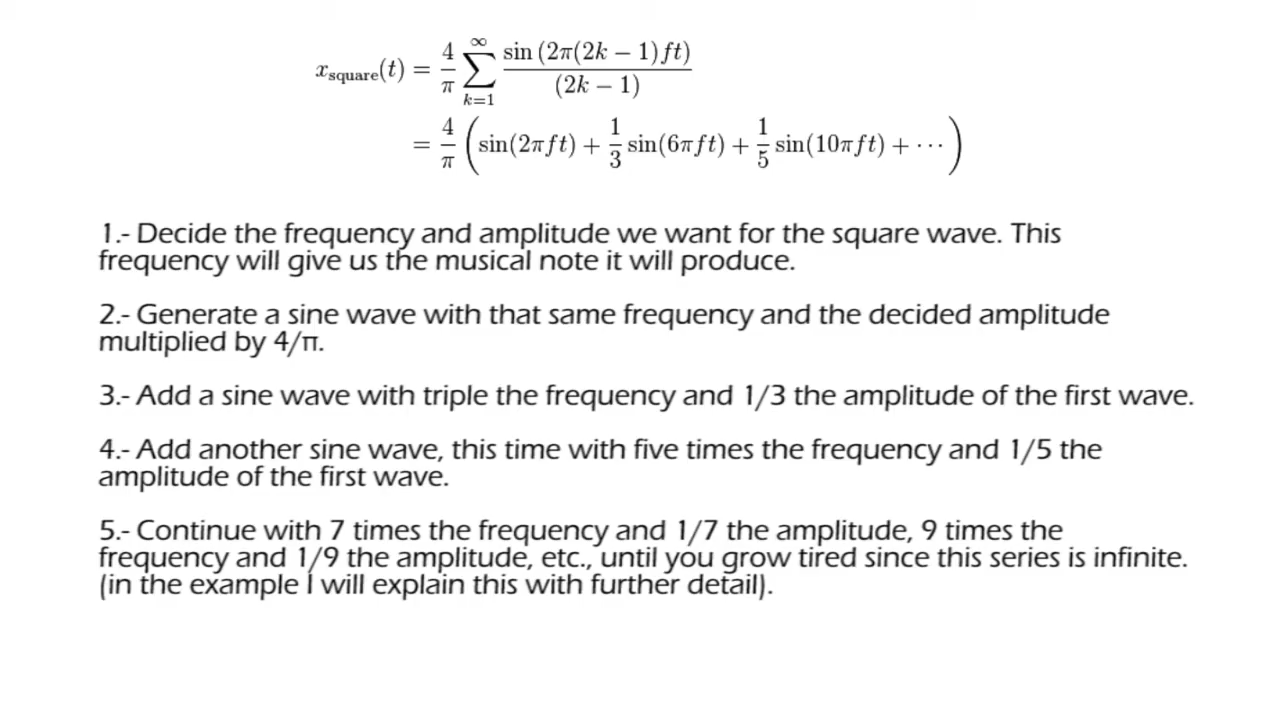 x_square(t) = 4/π ∑_{k=1}^{∞} sin (2π(2k − 1)ft) / (2k − 1)
= 4/π ( sin(2πft) + 1/3 sin(6πft) + 1/5 sin(10πft) + ··· )
1.- Decide the frequency and amplitude we want for the square wave. This
frequency will give us the musical note it will produce.
2.- Generate a sine wave with that same frequency and the decided amplitude
multiplied by 4/π.
3.- Add a sine wave with triple the frequency and 1/3 the amplitude of the first wave.
4.- Add another sine wave, this time with five times the frequency and 1/5 the
amplitude of the first wave.
5.- Continue with 7 times the frequency and 1/7 the amplitude, 9 times the
frequency and 1/9 the amplitude, etc., until you grow tired since this series is infinite.
(in the example I will explain this with further detail).